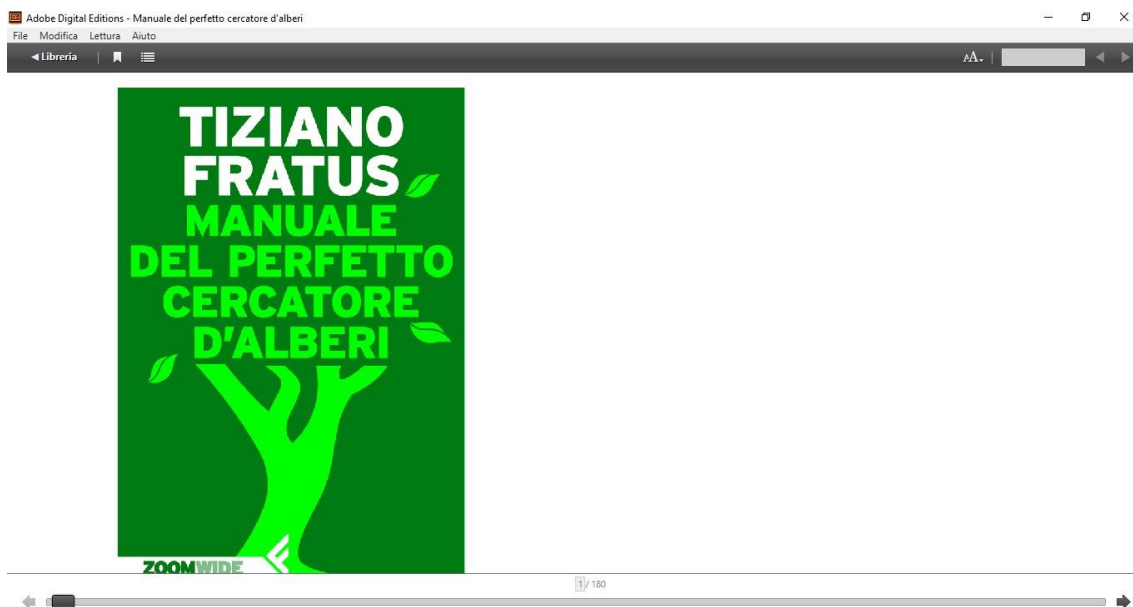 Adobe Digital Editions - Manuale del perfetto cercatore d'alberi
File Modifica Lettura Aiuto
Libreria
AA
TIZIANO
FRATUS
MANUALE
DEL PERFETTO
CERCATORE
D'ALBERI
ZOOMWIDE
1 / 180